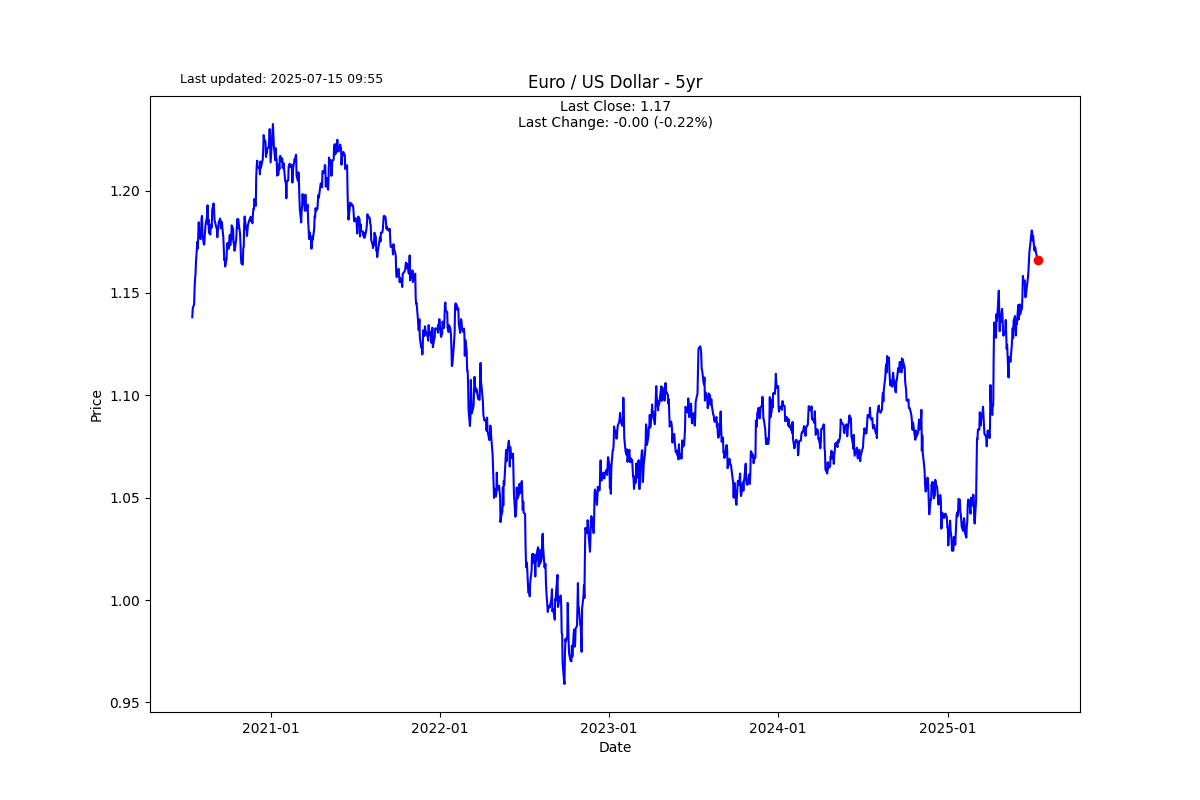 Last updated: 2025-07-15 09:55
Euro / US Dollar - 5yr
Last Close: 1.17
Last Change: -0.00 (-0.22%)
1.20
1.15
1.10
1.05
1.00
0.95
Price
2021-01
2022-01
2023-01
2024-01
2025-01
Date